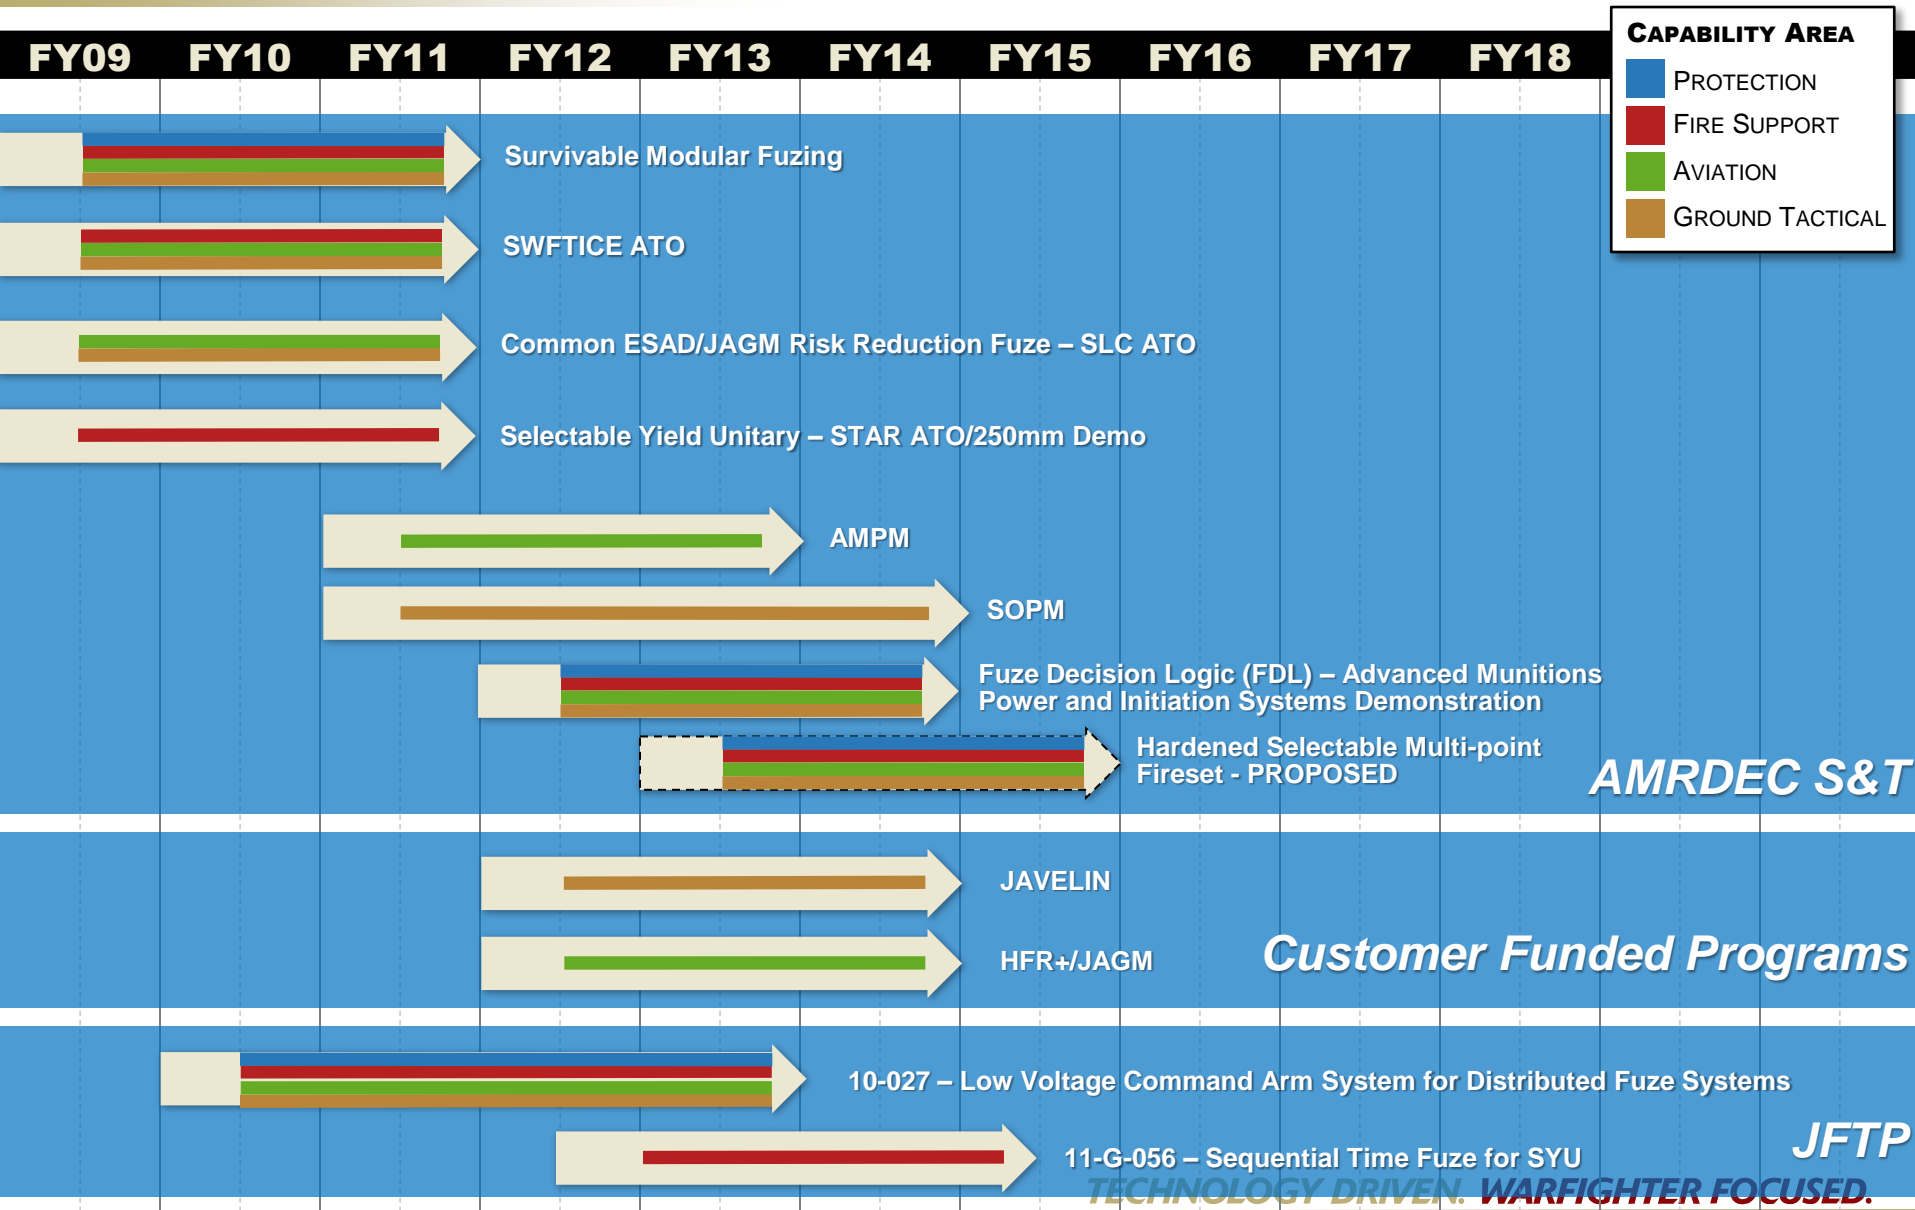 FY09 FY10 FY11 FY12 FY13 FY14 FY15 FY16 FY17 FY18
CAPABILITY AREA
PROTECTION
FIRE SUPPORT
AVIATION
GROUND TACTICAL
Survivable Modular Fuzing
SWFTICE ATO
Common ESAD/JAGM Risk Reduction Fuze – SLC ATO
Selectable Yield Unitary – STAR ATO/250mm Demo
AMPM
SOPM
Fuze Decision Logic (FDL) – Advanced Munitions
Power and Initiation Systems Demonstration
Hardened Selectable Multi-point
Fireset - PROPOSED
AMRDEC S&T
JAVELIN
HFR+/JAGM
Customer Funded Programs
10-027 – Low Voltage Command Arm System for Distributed Fuze Systems
11-G-056 – Sequential Time Fuze for SYU
JFTP
TECHNOLOGY DRIVEN. WARFIGHTER FOCUSED.